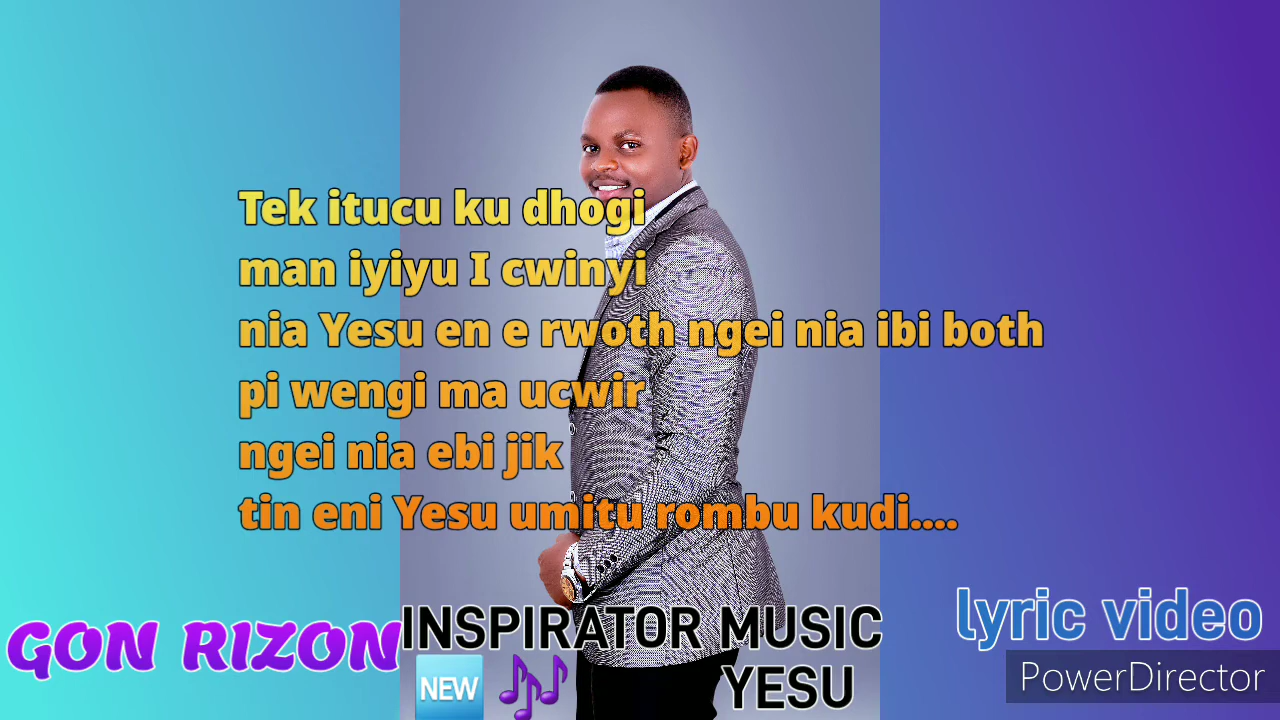 Tek itucu ku dhogi
man iyiyu I cwinyi
nia Yesu en e rwoth ngei nia ibi both
pi wengi ma ucwir
ngei nia ebi jik
tin eni Yesu umitu rombu kudi....
GON RIZON
INSPIRATOR MUSIC
NEW
YESU
lyric video
PowerDirector